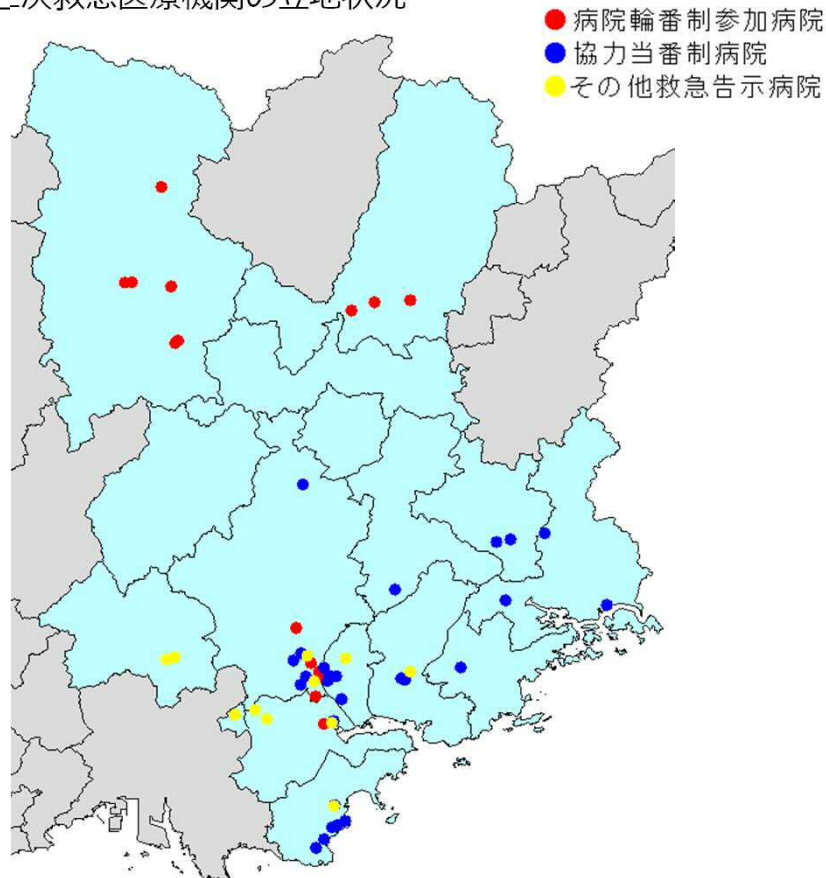 次救急医療機関の立地状況
病院輪番制参加病院
協力当番制病院
その他救急告示病院